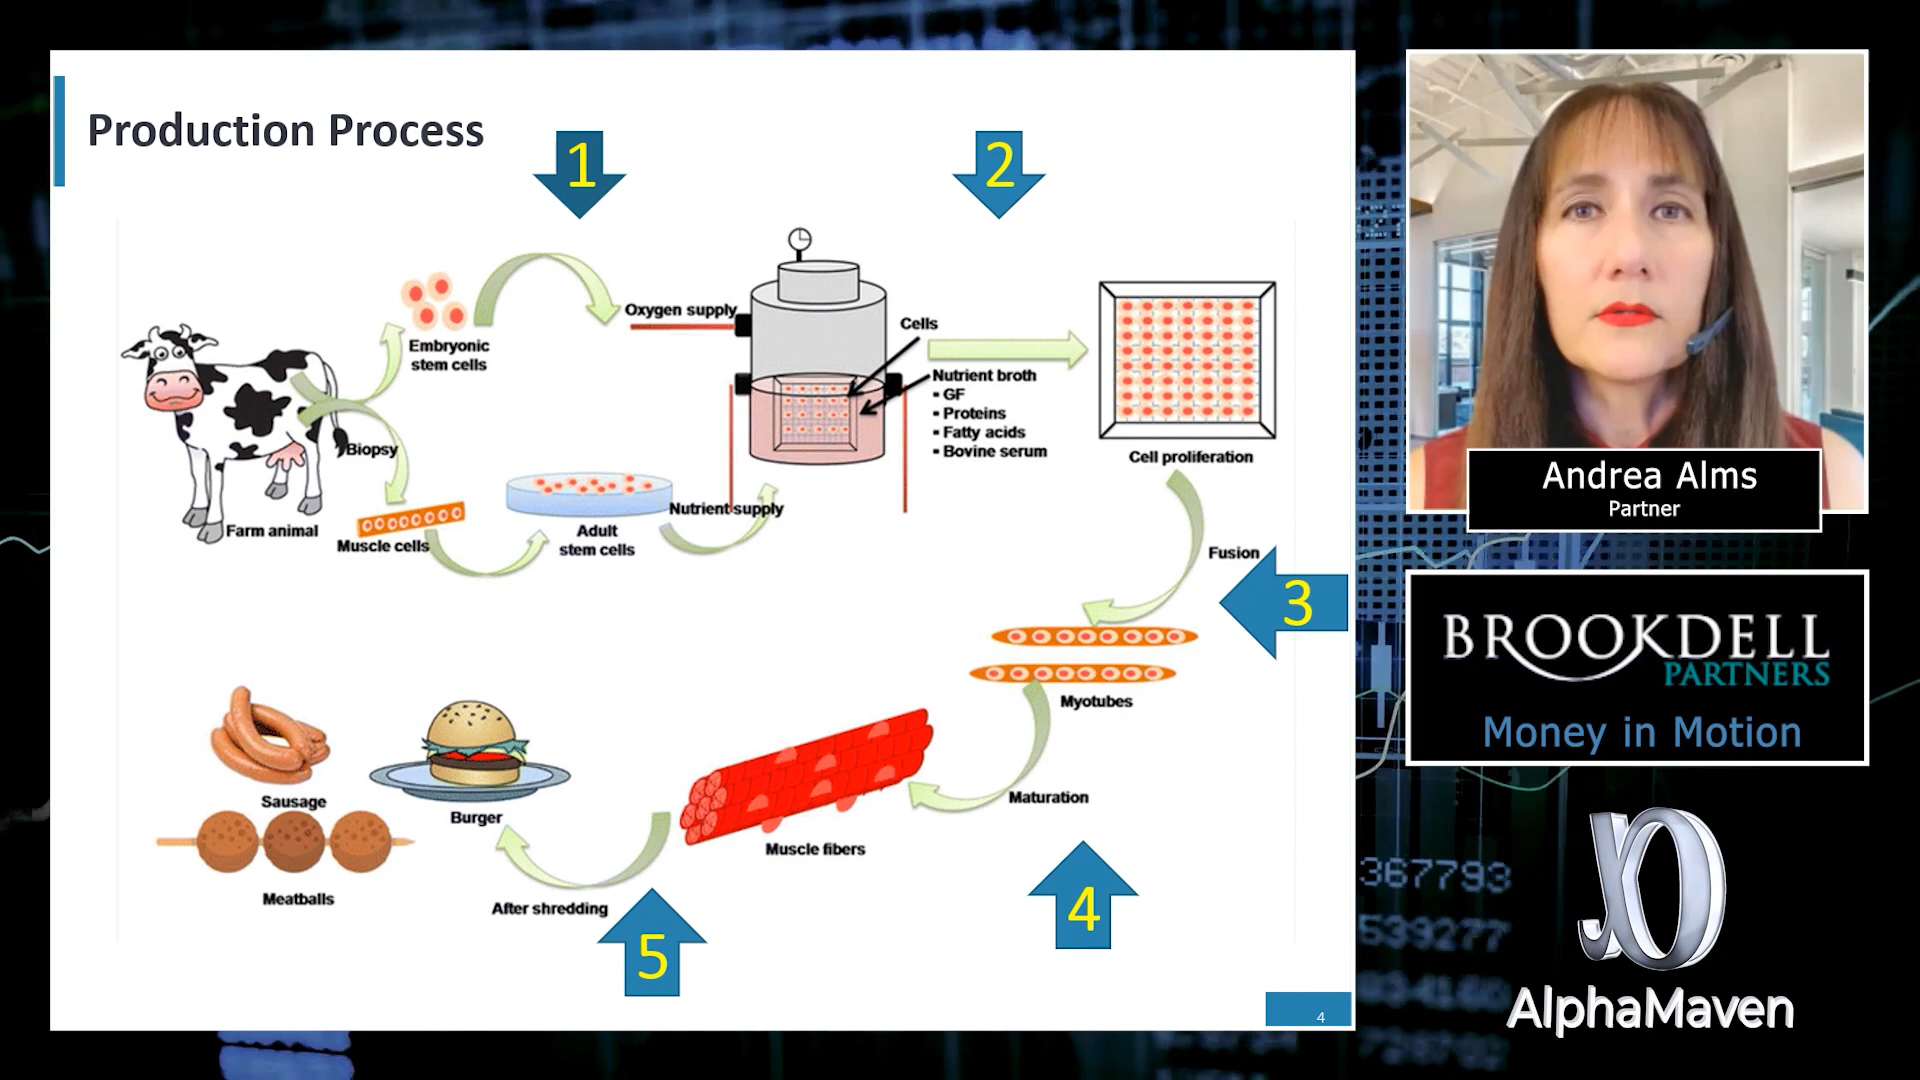 Production Process
1
2
Embryonic
stem cells
Oxygen supply
Cells
Nutrient broth
▪ GF
▪ Proteins
▪ Fatty acids
▪ Bovine serum
Cell proliferation
Biopsy
Farm animal
Muscle cells
Adult
stem cells
Nutrient supply
Fusion
3
Myotubes
Maturation
4
Muscle fibers
After shredding
5
Burger
Sausage
Meatballs
4
Andrea Alms
Partner
BROOKDELL
PARTNERS
Money in Motion
367793
539277
AlphaMaven